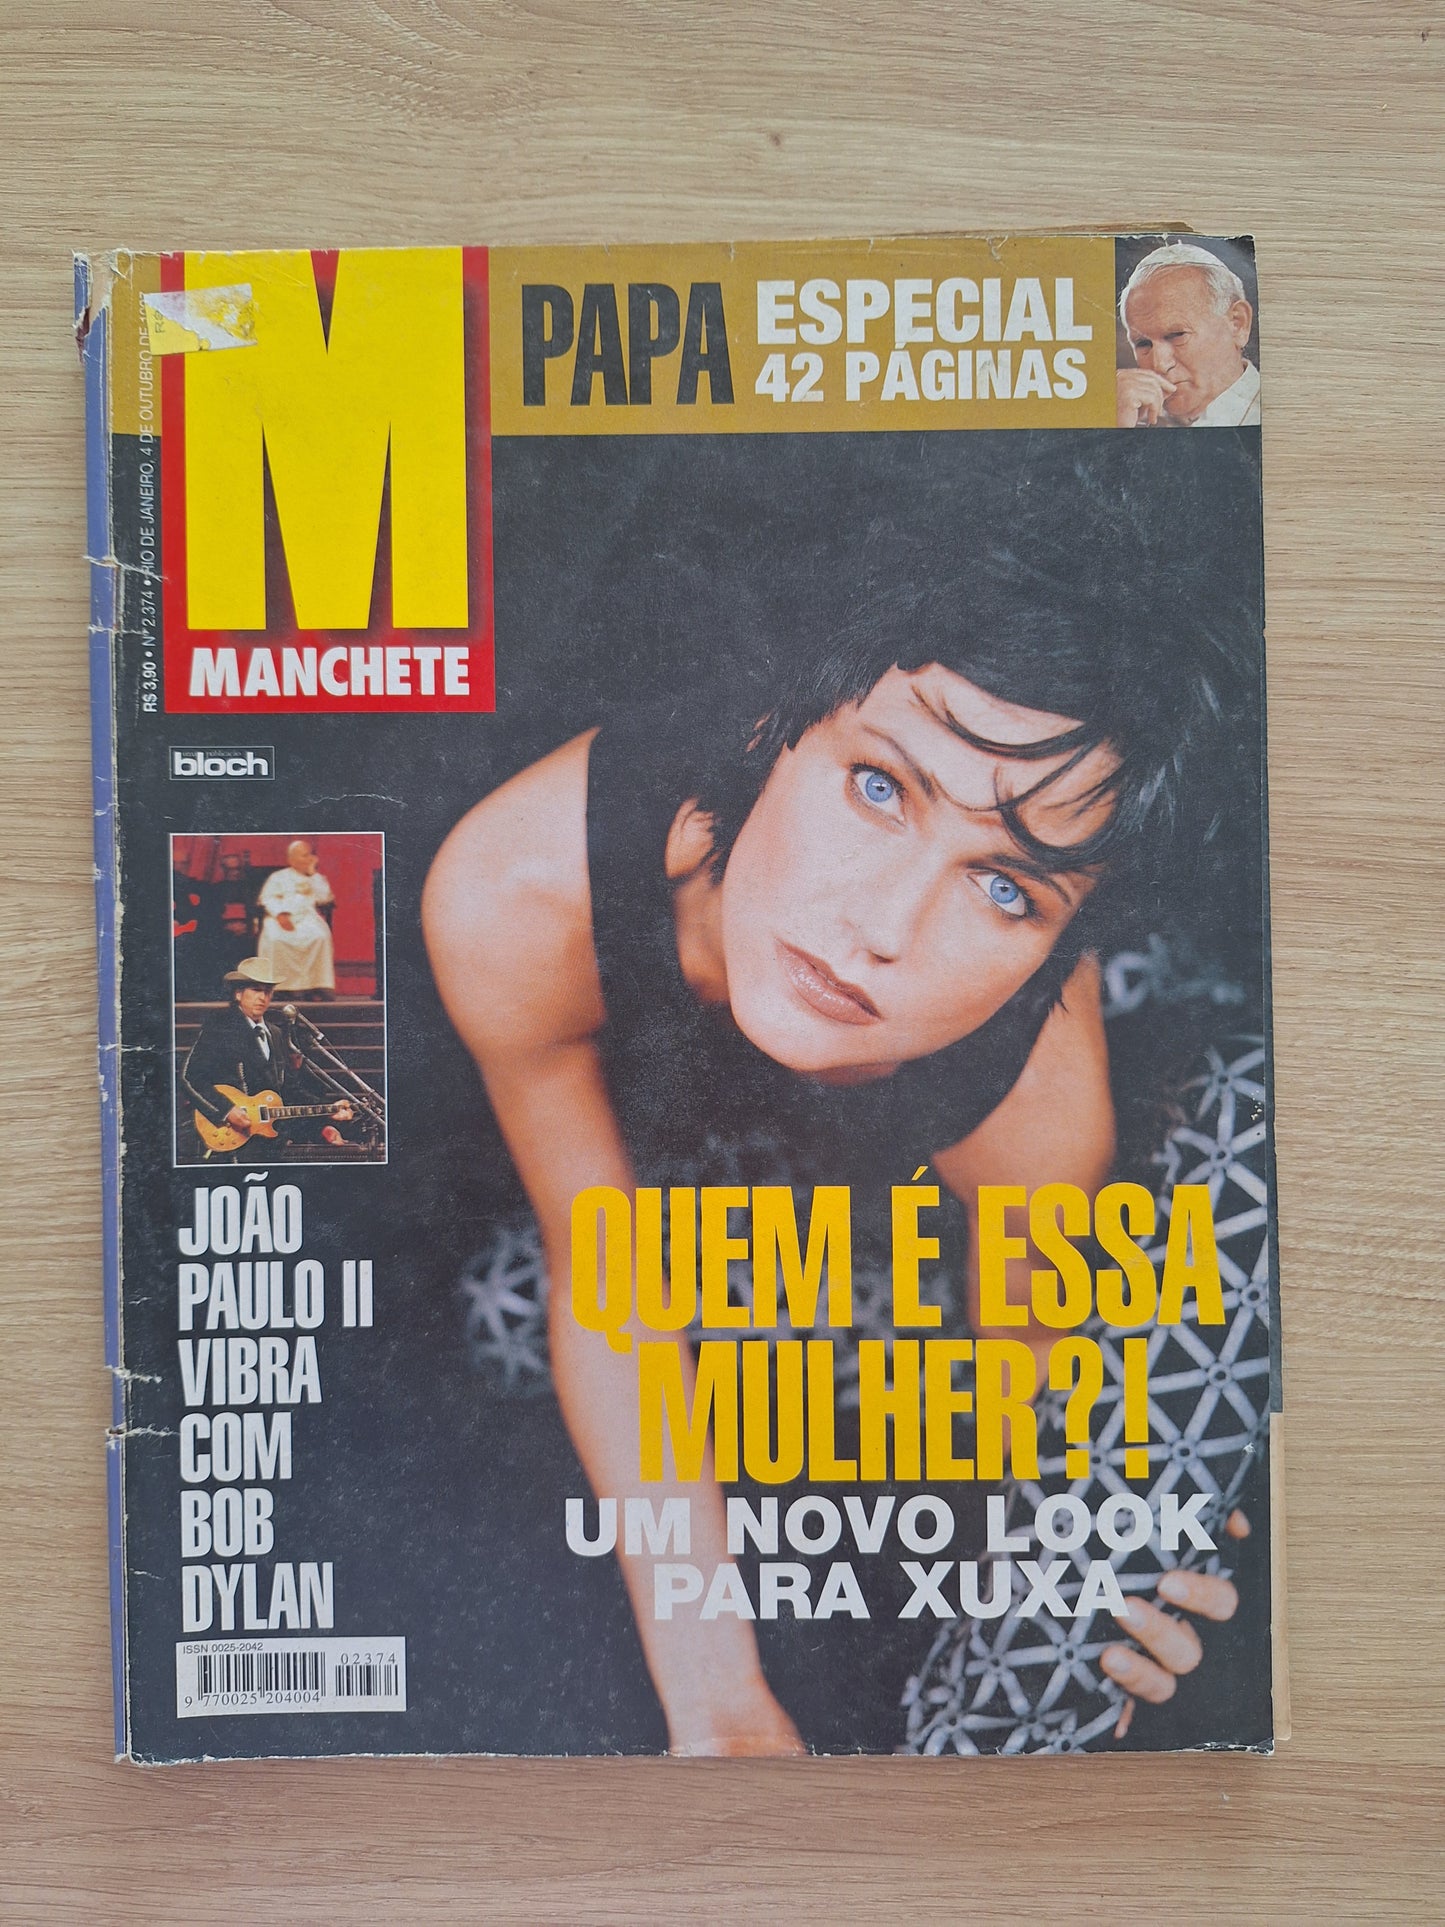 PAPA ESPECIAL
42 PÁGINAS
M
MANCHETE
R$ 3,90 • Nº 2.374 • RIO DE JANEIRO, 4 DE OUTUBRO DE
R$
uma publicação
bloch
JOÃO
PAULO II
VIBRA
COM
BOB
DYLAN
QUEM É ESSA
MULHER?!
UM NOVO LOOK
PARA XUXA
ISSN 0025-2042
02374
9 770025 204004